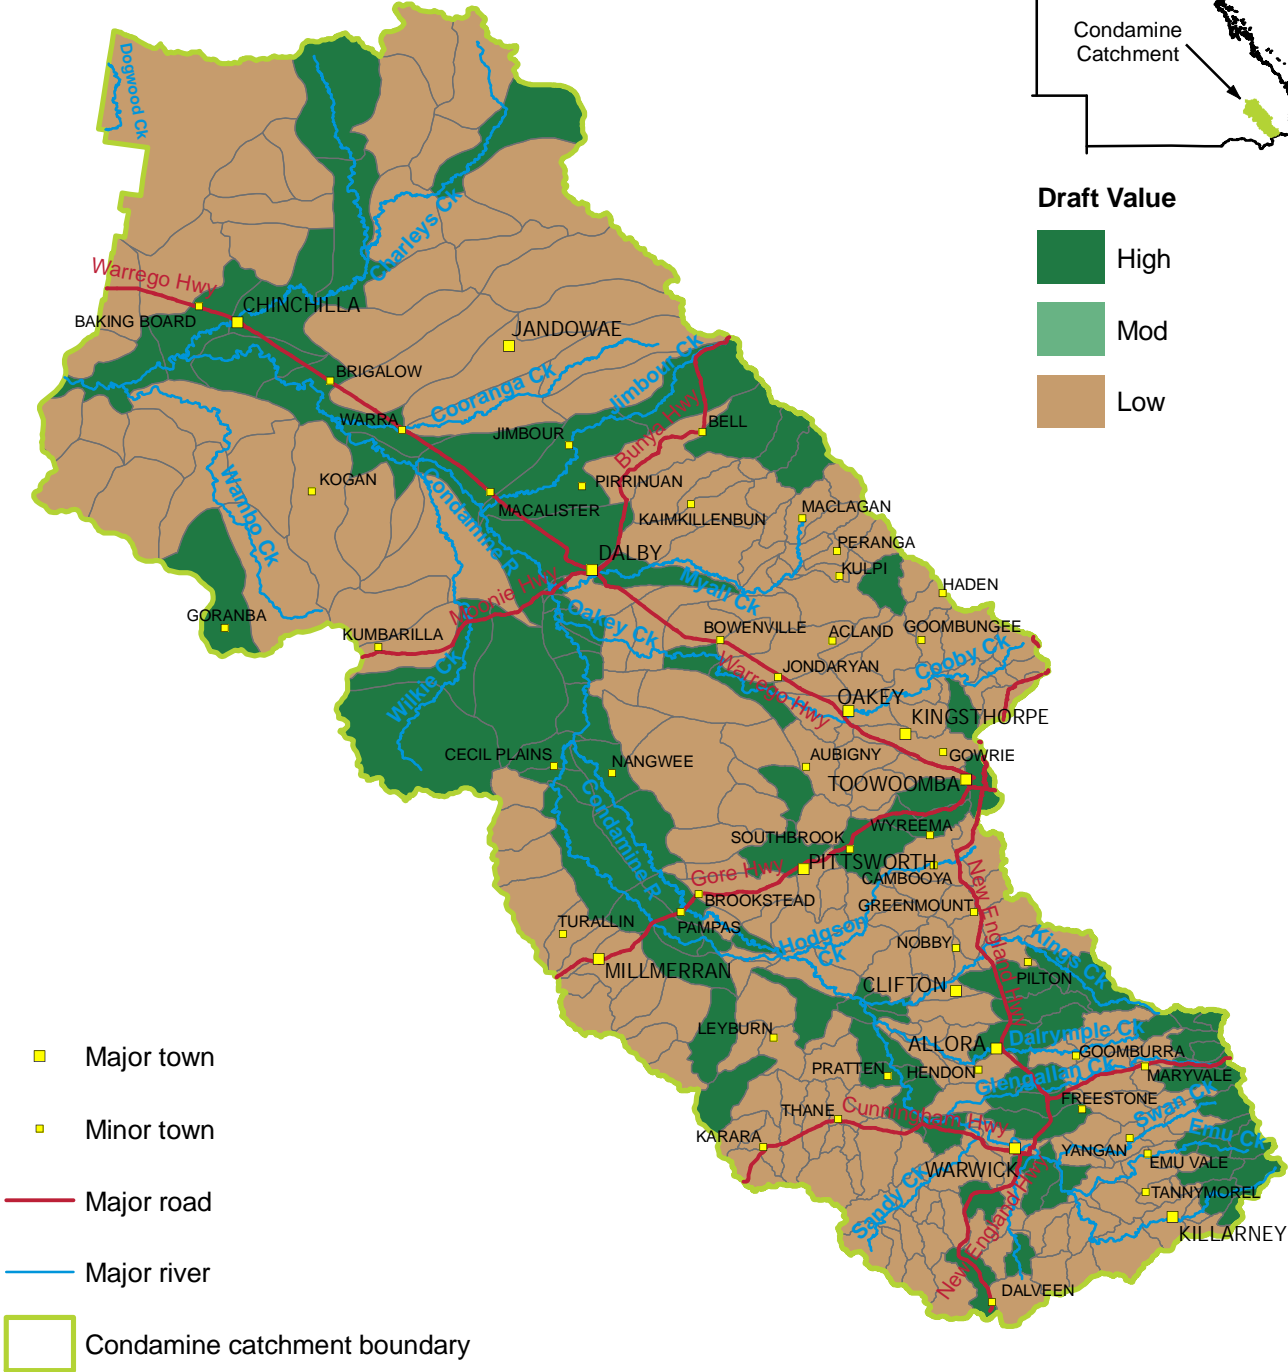 Condamine
Catchment
Draft Value
High
Mod
Low
Dogwood Ck
Charleys Ck
Warrego Hwy
CHINCHILLA
BAKING BOARD
JANDOWAE
BRIGALOW
Cooranga Ck
Jimbour Ck
WARRA
JIMBOUR
Bunya Hwy
BELL
KOGAN
Wambo Ck
Condamine R
PIRRINUAN
MACALISTER
KAIMKILLENBUN
MACLAGAN
PERANGA
KULPI
DALBY
Myall Ck
HADEN
Moonie Hwy
GORANBA
KUMBARILLA
Oakey Ck
BOWENVILLE
ACLAND
GOOMBUNGEE
Cooby Ck
JONDARYAN
Warrego Hwy
Wilkie Ck
OAKEY
KINGSTHORPE
CECIL PLAINS
NANGWEE
AUBIGNY
GOWRIE
TOOWOOMBA
Condamine R
SOUTHBROOK
WYREEMA
PITTSWORTH
Gore Hwy
CAMBOOYA
BROOKSTEAD
GREENMOUNT
New England Hwy
TURALLIN
PAMPAS
Hodgson
Ck
NOBBY
Kings Ck
MILLMERRAN
PILTON
CLIFTON
LEYBURN
ALLORA
Dalrymple Ck
GOOMBURRA
PRATTEN
HENDON
Glengallan Ck
MARYVALE
THANE
Cunningham Hwy
FREESTONE
Swan Ck
KARARA
Emu Ck
YANGAN
WARWICK
EMU VALE
Sandy Ck
New England Hwy
TANNYMOREL
KILLARNEY
DALVEEN
Major town
Minor town
Major road
Major river
Condamine catchment boundary